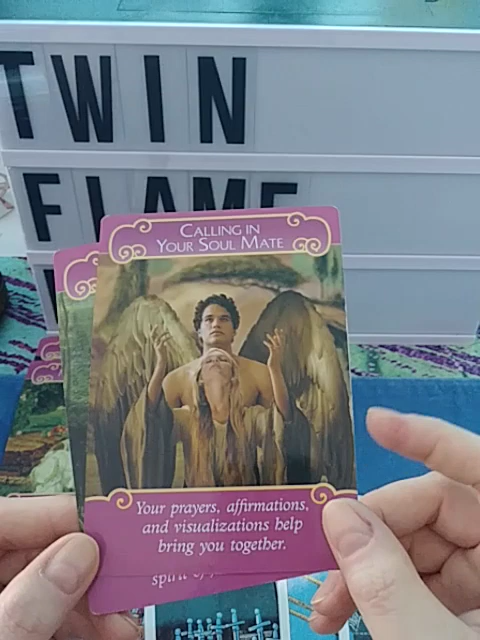 TWIN
FLAME
CALLING IN
YOUR SOUL MATE
Your prayers, affirmations,
and visualizations help
bring you together.